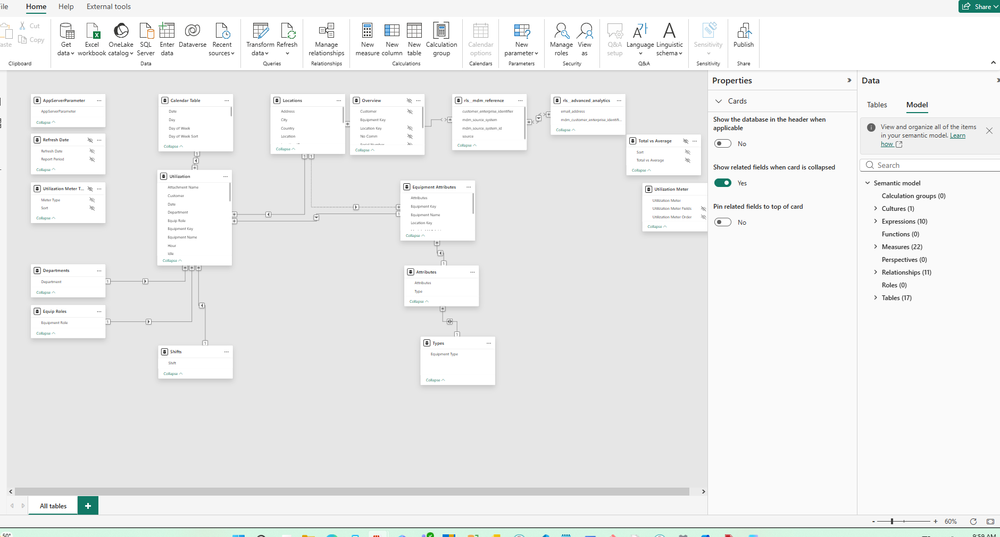 Home
Help
External tools
Share
Cut
Copy
Clipboard
Get data
Excel workbook
OneLake catalog
SQL Server
Enter data
Dataverse
Recent sources
Data
Transform data
Refresh
Queries
Manage relationships
Relationships
New measure
New column
New table
Calculation group
Calculations
Calendar options
Calendars
New parameter
Parameters
Manage roles
View as
Security
Q&A setup
Language
Linguistic schema
Q&A
Sensitivity
Sensitivity
Publish
Share
AppServerParameter
AppServerParameter
Collapse
Refresh Date
Refresh Date
Report Period
Collapse
Utilization Meter T...
Meter Type
Sort
Collapse
Departments
Department
Collapse
Equip Roles
Equipment Role
Collapse
Calendar Table
Date
Day
Day of Week
Day of Week Sort
Collapse
Utilization
Attachment Name
Customer
Date
Department
Equip Role
Equipment Key
Equipment Name
Hour
Idle
Collapse
Shifts
Shift
Collapse
Locations
Address
City
Country
Location
Collapse
Overview
Customer
Equipment Key
Location Key
No Comm
Serial Number
Collapse
rls_mdm_reference
customer_enterprise_identifier
mdm_source_system
mdm_source_system_id
source
Collapse
rls_advanced_analytics
email_address
mdm_customer_enterprise_identifi...
Collapse
Total vs Average
Sort
Total vs Average
Collapse
Utilization Meter
Utilization Meter
Utilization Meter Fields
Utilization Meter Order
Collapse
Equipment Attributes
Attributes
Equipment Key
Equipment Name
Location Key
Collapse
Attributes
Attributes
Type
Collapse
Types
Equipment Type
Collapse
All tables
Properties
Cards
Show the database in the header when
applicable
No
Show related fields when card is collapsed
Yes
Pin related fields to top of card
No
Data
Tables
Model
View and organize all of the items
in your semantic model. Learn
how
Search
Semantic model
Calculation groups (0)
Cultures (1)
Expressions (10)
Functions (0)
Measures (22)
Perspectives (0)
Relationships (11)
Roles (0)
Tables (17)
60%
50°
9:59 AM